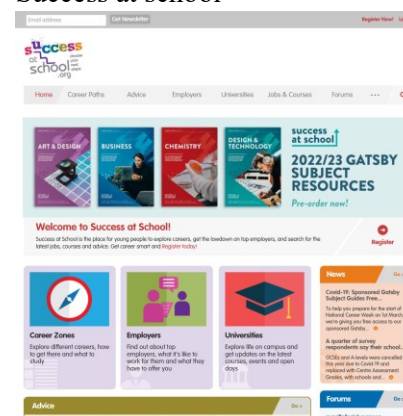 Success at school
Email address
Get Newsletter
Register Now!
success
at
school
.org
Home
Career Paths
Advice
Employers
Universities
Jobs & Courses
Forums
ART & DESIGN
BUSINESS
CHEMISTRY
DESIGN &
TECHNOLOGY
success
at school
2022/23 GATSBY
SUBJECT
RESOURCES
Pre-order now!
Welcome to Success at School!
Success at School is the place for young people to explore careers, get the lowdown on top employers, and search for the
latest jobs, courses and advice. Get career smart and Register today!
Register
Career Zones
Explore different careers, how
to get there and what to
study
Employers
Find out about top
employers, what it's like to
work for them and what they
have to offer you
Universities
Explore life on campus and
get updates on the latest
courses, events and open
days
News
Go
Covid-19: Sponsored Gatsby
Subject Guides Free...
To help you prepare for the start of
National Career Week on 1st March
we're giving you free access to our
sponsored Gatsby...
A quarter of survey
respondents say their school...
GCSEs and A-levels were cancelled
this year due to Covid-19 and
replaced with Centre Assessment
Grades, with schools and...
Advice
Go
Forums
Go